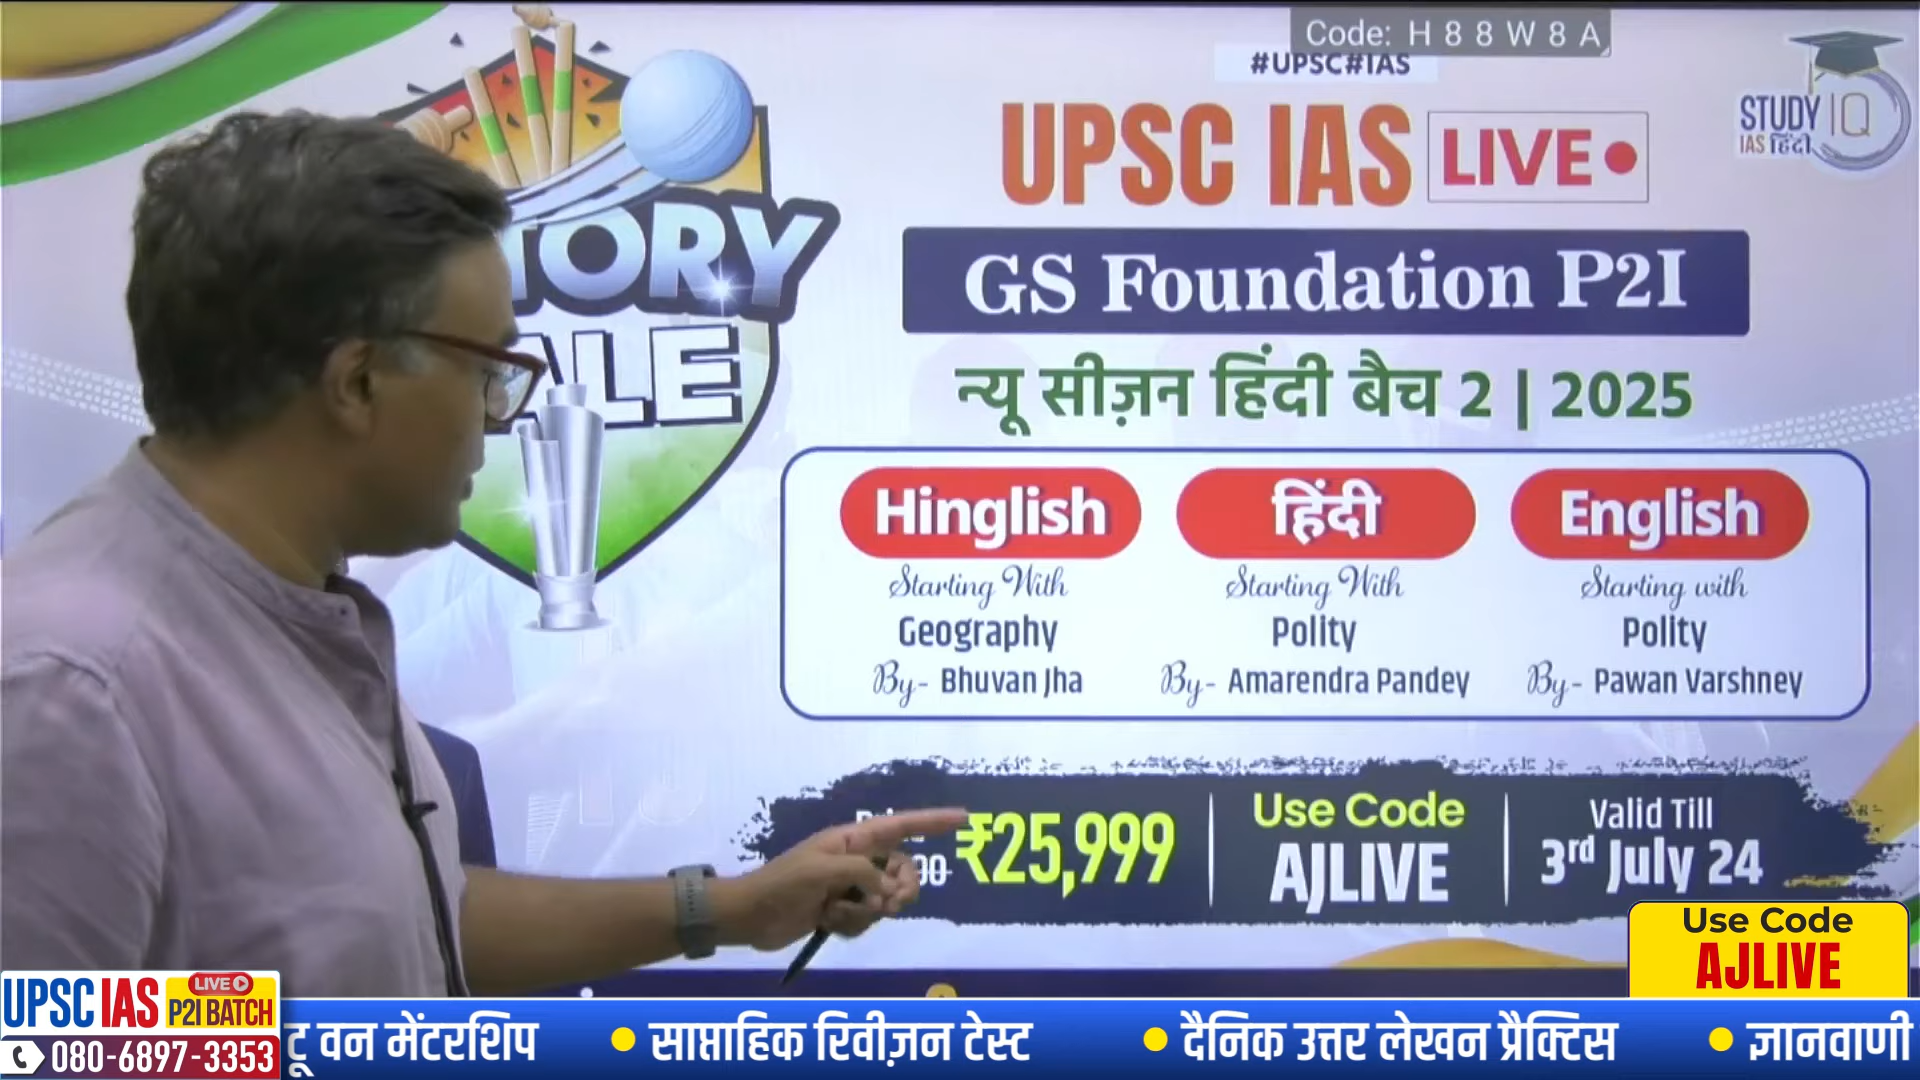 Code: H 8 8 W 8 A
#UPSC#IAS
STUDY IQ
IAS हिंदी
UPSC IAS LIVE
GS Foundation P2I
न्यू सीज़न हिंदी बैच 2 | 2025
Hinglish
Starting With
Geography
By- Bhuvan Jha
हिंदी
Starting With
Polity
By- Amarendra Pandey
English
Starting with
Polity
By- Pawan Varshney
₹25,999
Use Code
AJLIVE
Valid Till
3rd July 24
Use Code
AJLIVE
UPSC IAS LIVE
P2I BATCH
080-6897-3353
टू वन मेंटरशिप • साप्ताहिक रिवीज़न टेस्ट • दैनिक उत्तर लेखन प्रैक्टिस • ज्ञानवाणी